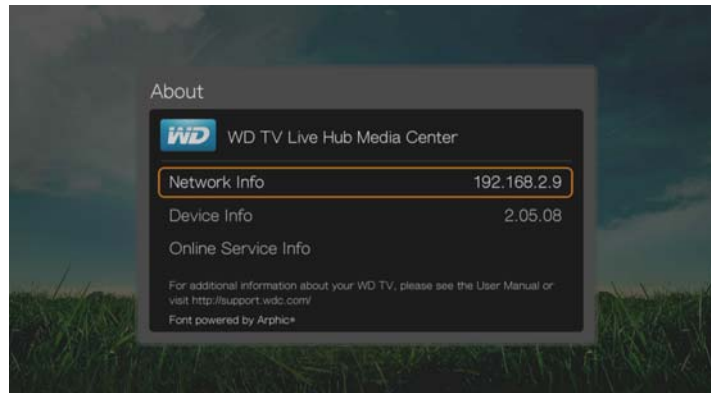 About
WD WD TV Live Hub Media Center
Network Info 192.168.2.9
Device Info 2.05.08
Online Service Info
For additional information about your WD TV, please see the User Manual or
visit http://support.wdc.com/
Font powered by Arphic®